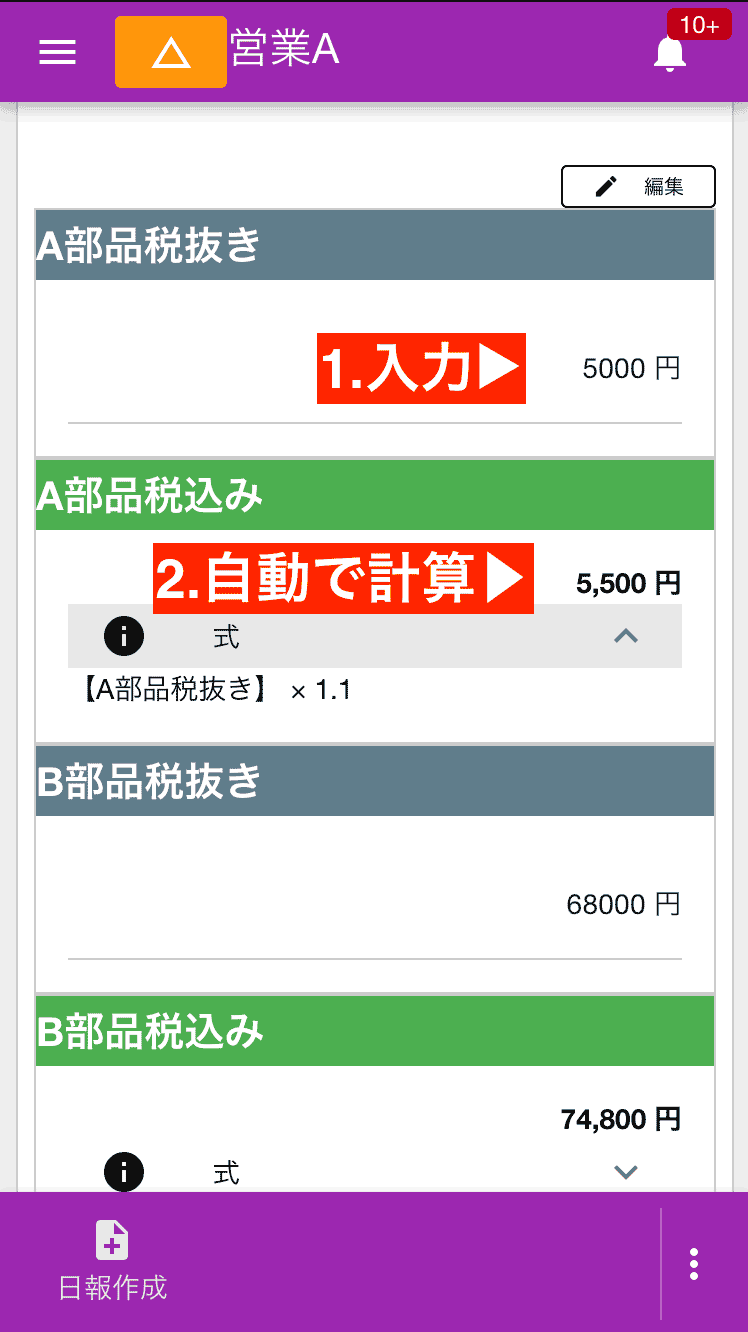 10+
営業A
編集
A部品税抜き
1.入力▶
5000 円
A部品税込み
2.自動で計算▶
5,500 円
式
【A部品税抜き】 × 1.1
B部品税抜き
68000 円
B部品税込み
74,800 円
式
日報作成